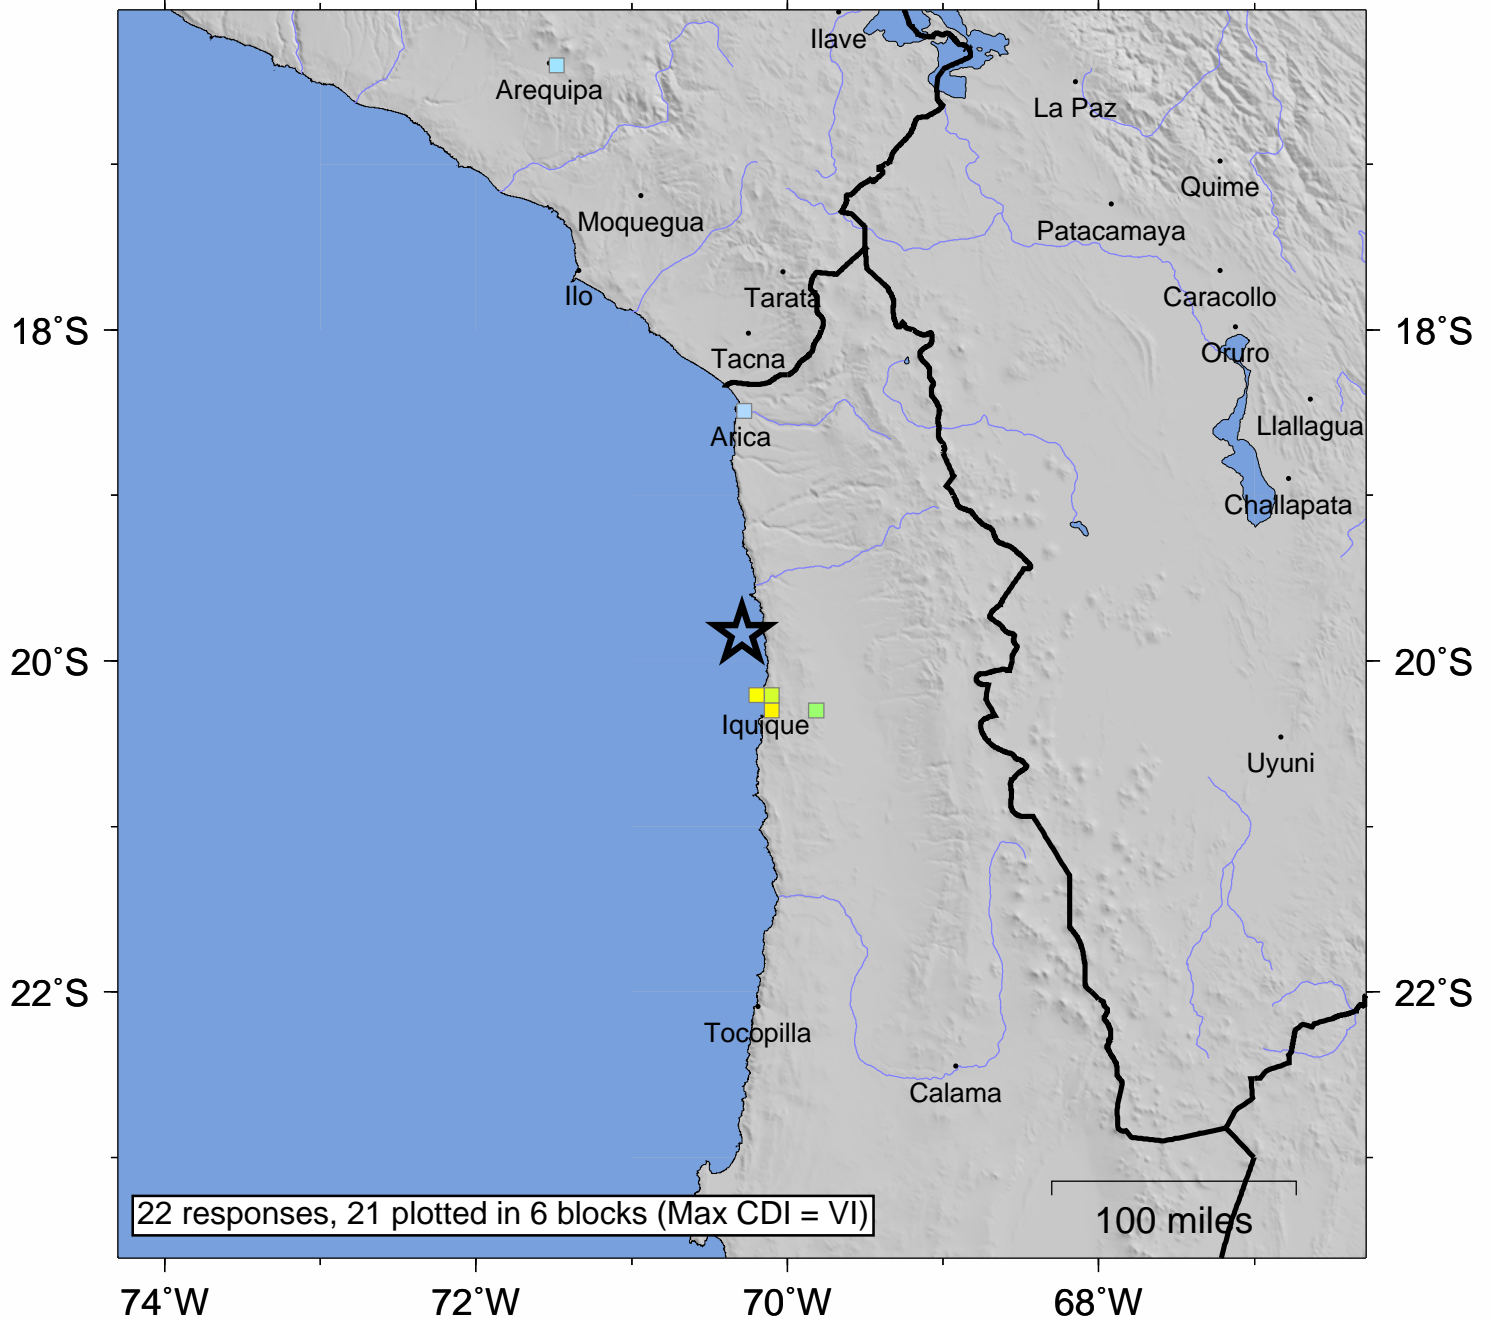 Ilave
Arequipa
La Paz
Quime
Moquegua
Patacamaya
Ilo
Tarata
Caracollo
18˚S
18˚S
Tacna
Oruro
Arica
Llallagua
Challapata
20˚S
20˚S
Iquique
Uyuni
22˚S
22˚S
Tocopilla
Calama
22 responses, 21 plotted in 6 blocks (Max CDI = VI)
100 miles
74˚W
72˚W
70˚W
68˚W